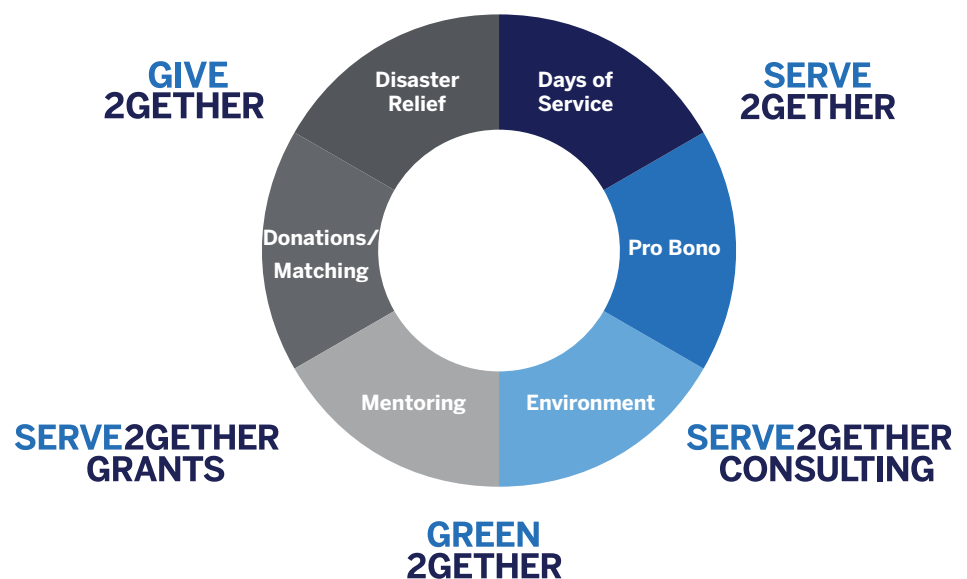 GIVE
2GETHER
Disaster
Relief
Days of
Service
SERVE
2GETHER
Donations/
Matching
Pro Bono
Mentoring
Environment
SERVE2GETHER
GRANTS
SERVE2GETHER
CONSULTING
GREEN
2GETHER